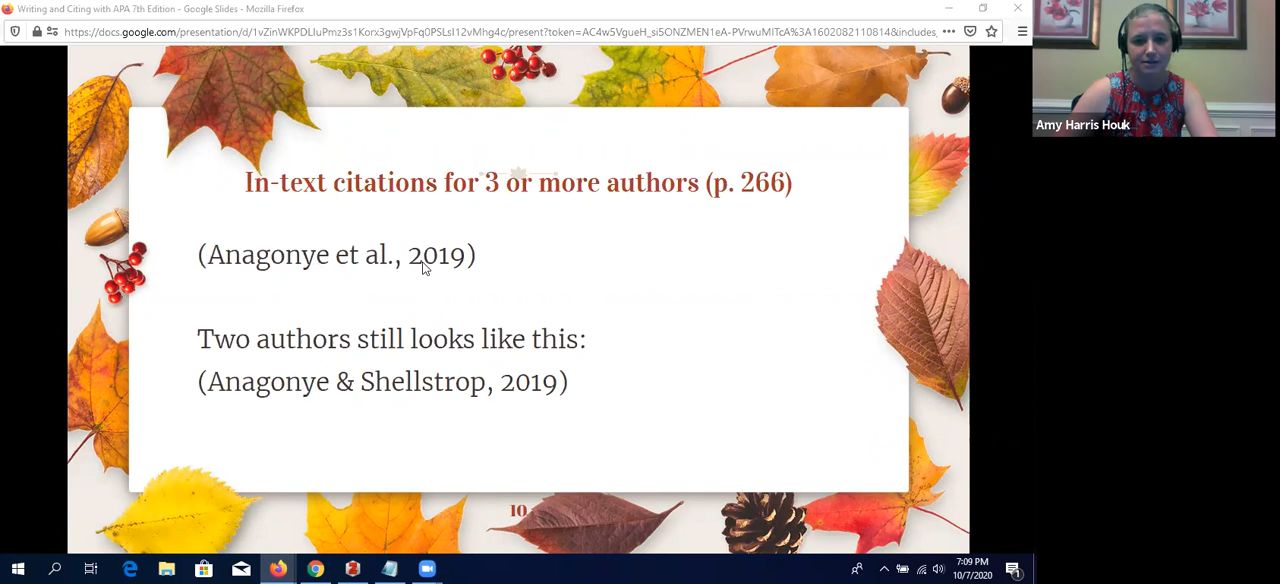 Writing and Citing with APA 7th Edition - Google Slides - Mozilla Firefox
Amy Harris Houk
In-text citations for 3 or more authors (p. 266)
(Anagonye et al., 2019)
Two authors still looks like this:
(Anagonye & Shellstrop, 2019)
10
7:09 PM
10/7/2020
1